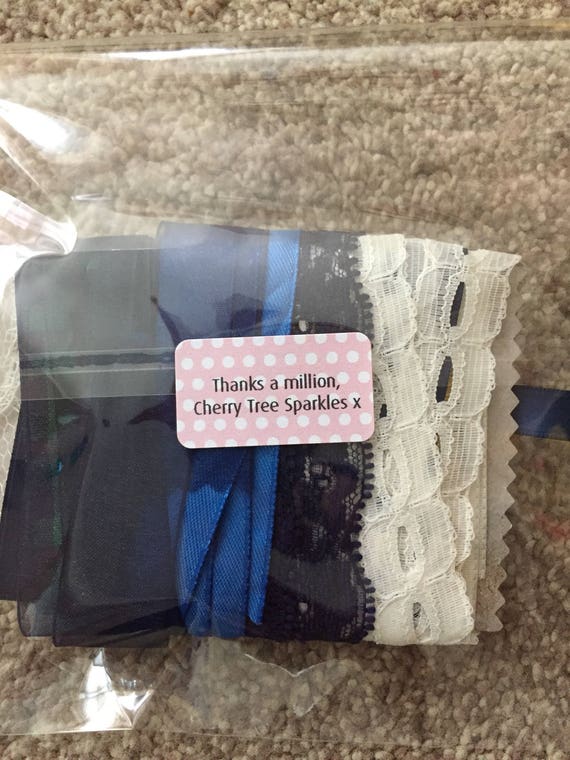 Thanks a million,
Cherry Tree Sparkles x